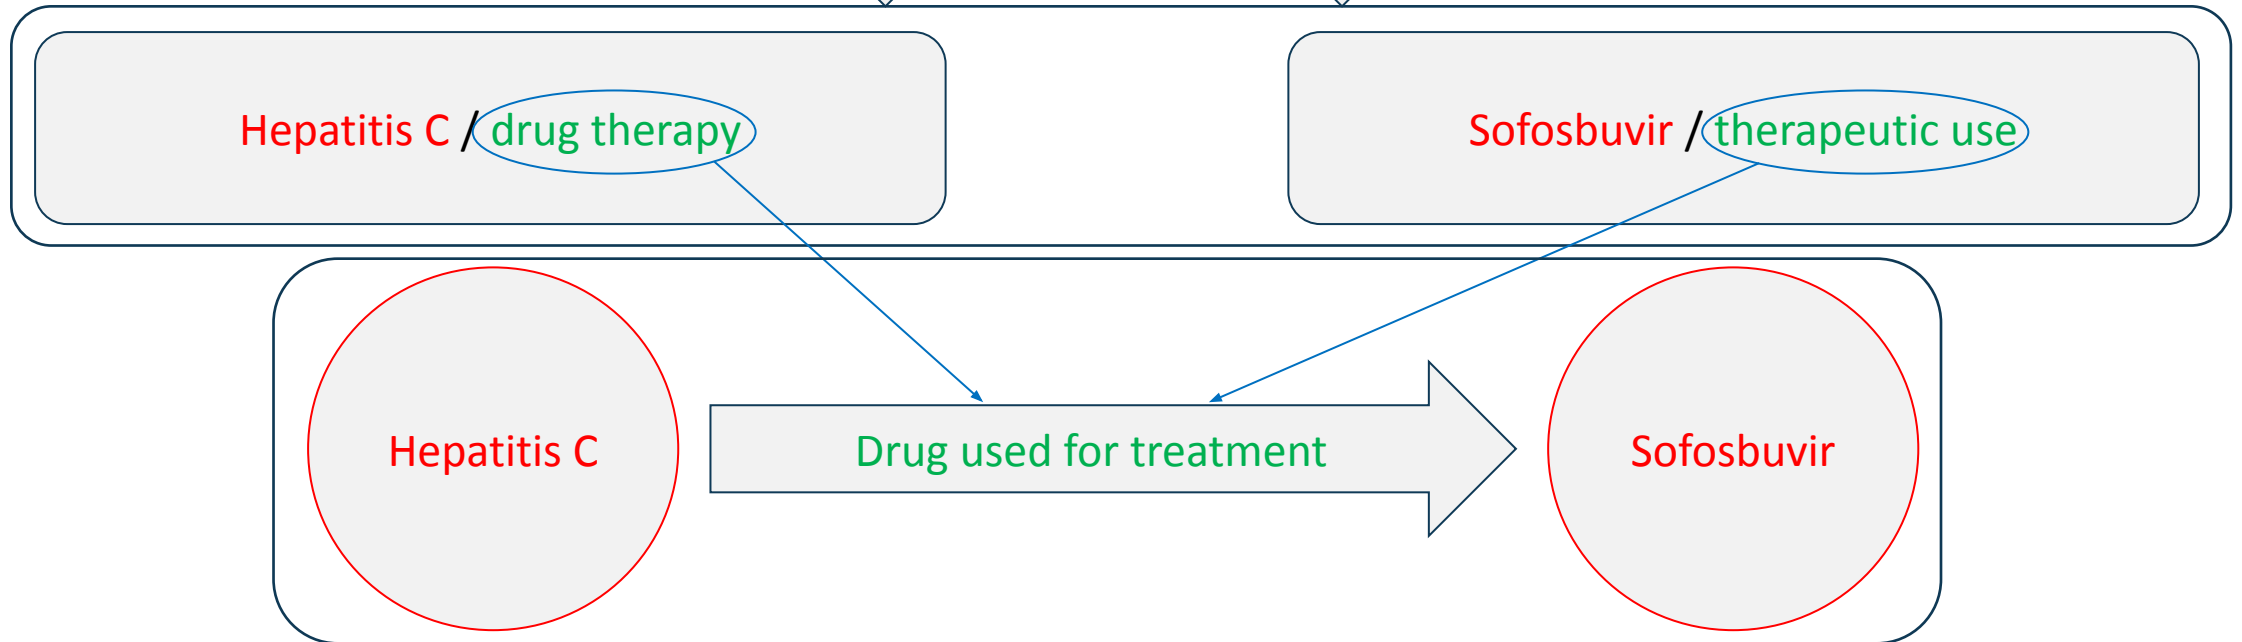 Hepatitis C / drug therapy
Sofosbuvir / therapeutic use
Hepatitis C
Drug used for treatment
Sofosbuvir